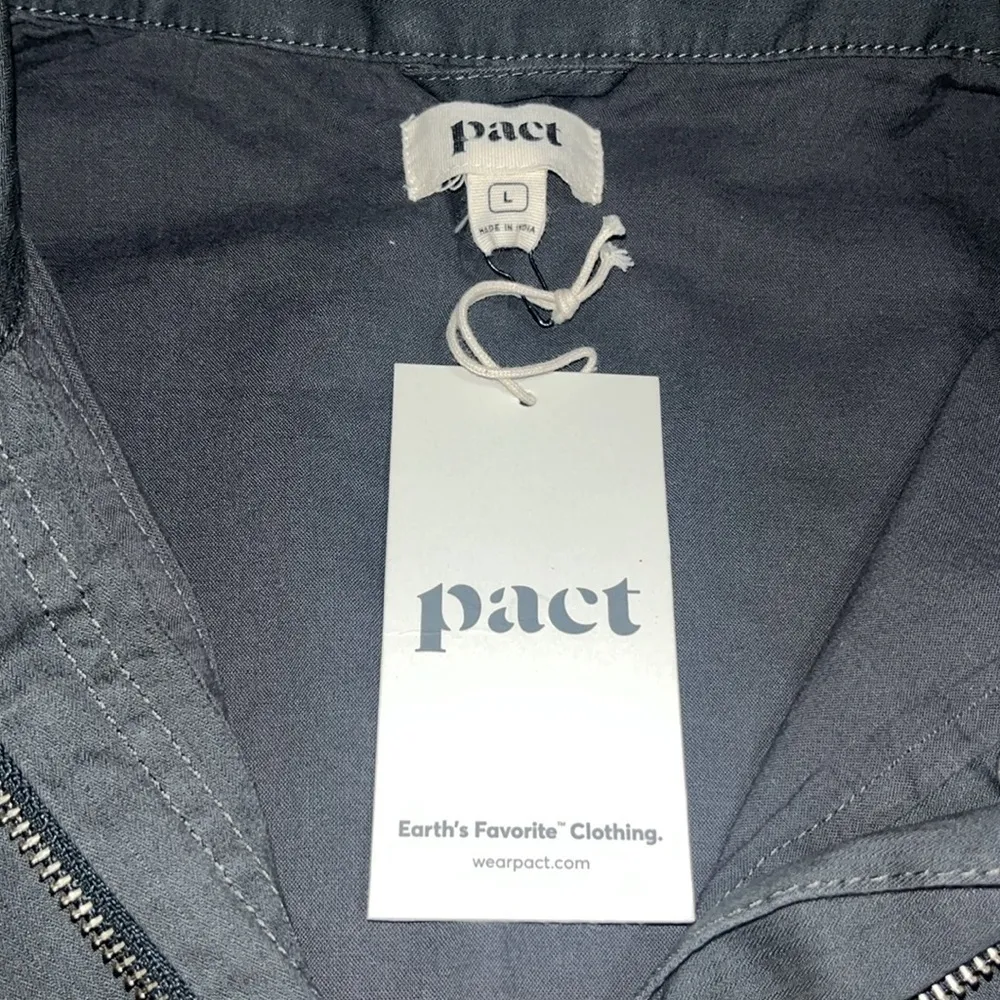 pact
L
MADE IN INDIA
pact
Earth's Favorite™ Clothing.
wearpact.com